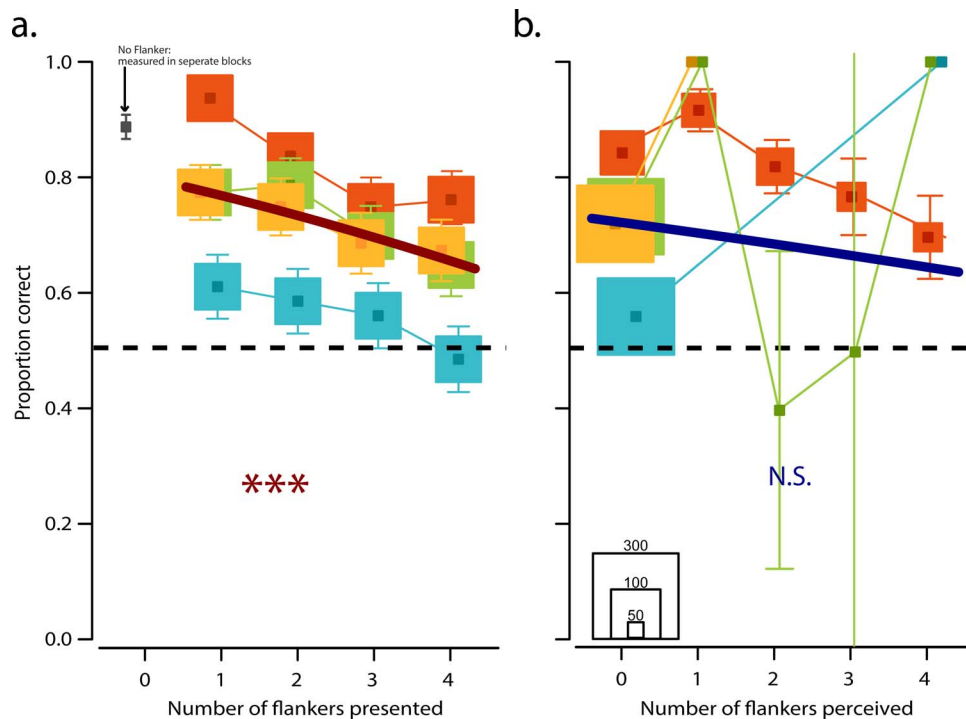 a.
b.
No Flanker:
measured in seperate blocks
1.0
0.8
0.6
0.4
0.2
0.0
Proportion correct
***
0
1
2
3
4
Number of flankers presented
N.S.
300
100
50
0
1
2
3
4
Number of flankers perceived